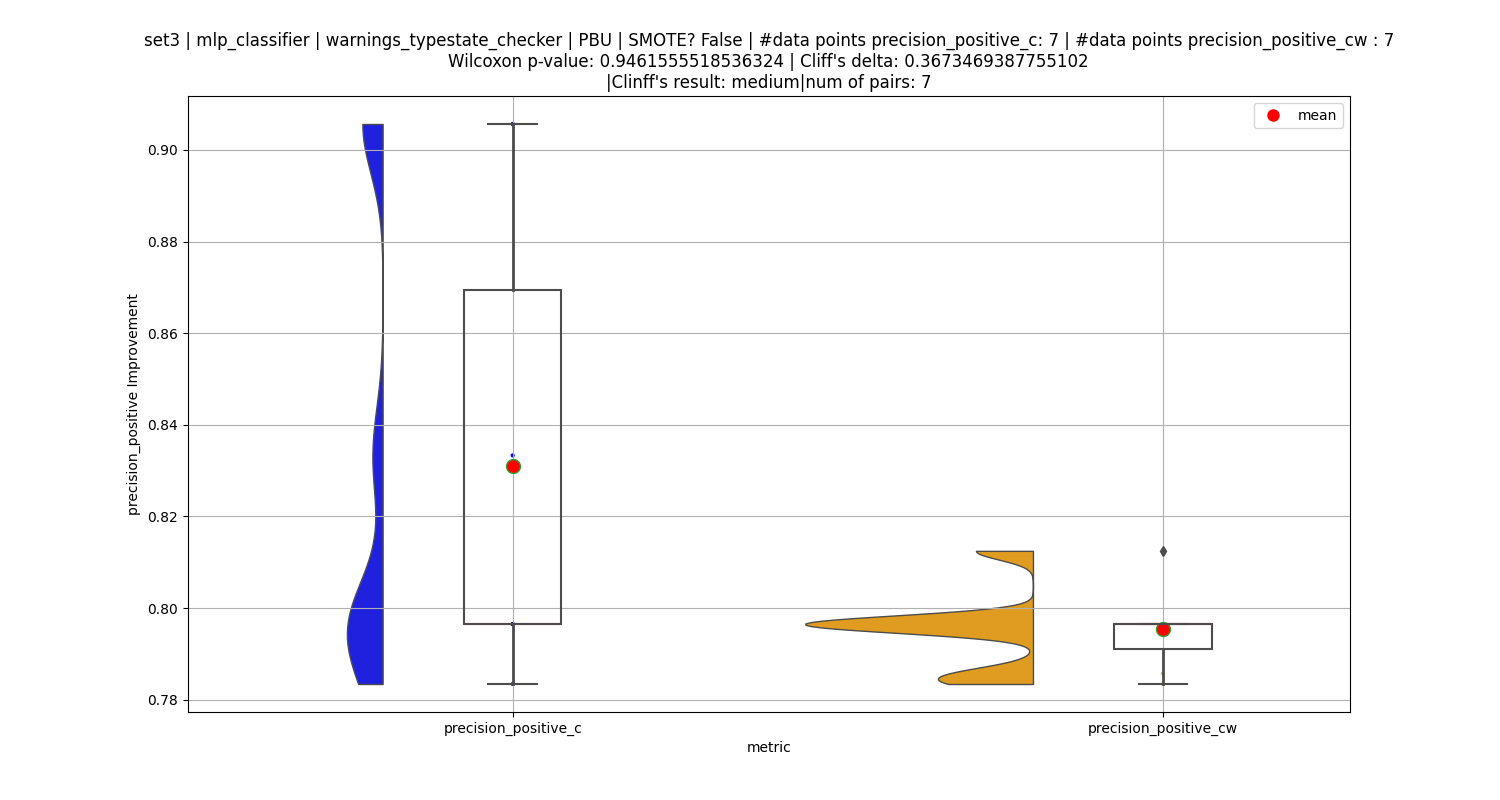 set3 | mlp_classifier | warnings_typestate_checker | PBU | SMOTE? False | #data points precision_positive_c: 7 | #data points precision_positive_cw : 7
Wilcoxon p-value: 0.9461555518536324 | Cliff's delta: 0.3673469387755102
|Clinff's result: medium|num of pairs: 7
mean
0.90
0.88
0.86
0.84
0.82
0.80
0.78
precision_positive Improvement
precision_positive_c
precision_positive_cw
metric